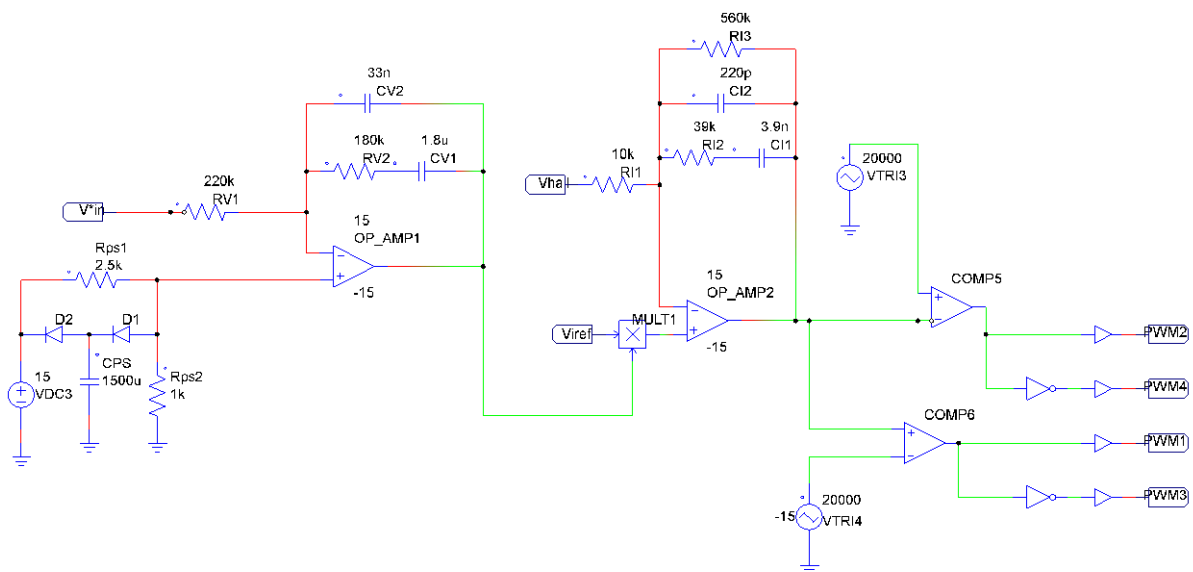 560k
RI3
33n
CV2
220p
CI2
180k
RV2
1.8u
CV1
39k
RI2
3.9n
CI1
10k
RI1
Vha
20000
VTRI3
220k
RV1
V*in
15
OP_AMP1
-15
Rps1
2.5k
15
OP_AMP2
-15
COMP5
MULT1
Viref
D2
D1
CPS
1500u
Rps2
1k
15
VDC3
PWM2
PWM4
COMP6
PWM1
PWM3
20000
-15
VTRI4